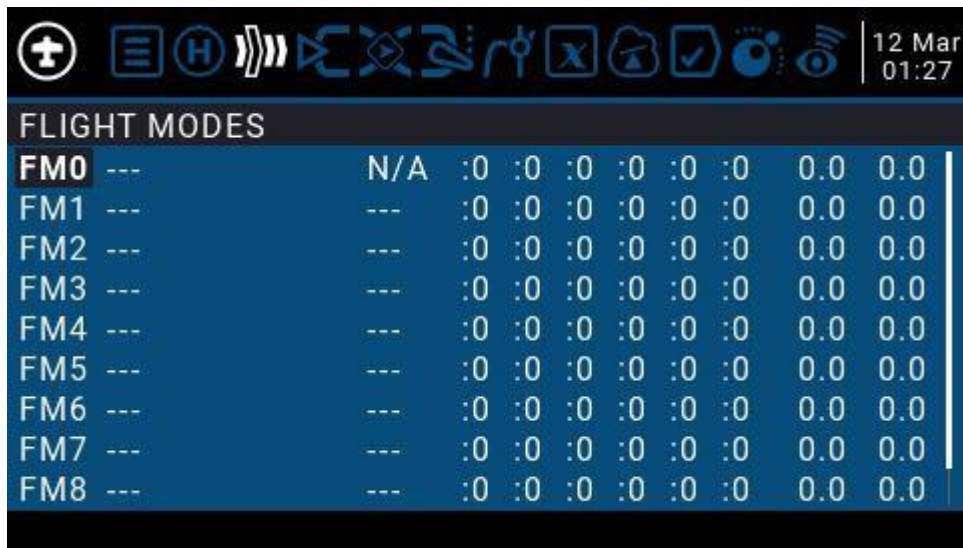 12 Mar
01:27
FLIGHT MODES
FM0 --- N/A :0 :0 :0 :0 :0 :0 0.0 0.0
FM1 --- --- :0 :0 :0 :0 :0 :0 0.0 0.0
FM2 --- --- :0 :0 :0 :0 :0 :0 0.0 0.0
FM3 --- --- :0 :0 :0 :0 :0 :0 0.0 0.0
FM4 --- --- :0 :0 :0 :0 :0 :0 0.0 0.0
FM5 --- --- :0 :0 :0 :0 :0 :0 0.0 0.0
FM6 --- --- :0 :0 :0 :0 :0 :0 0.0 0.0
FM7 --- --- :0 :0 :0 :0 :0 :0 0.0 0.0
FM8 --- --- :0 :0 :0 :0 :0 :0 0.0 0.0